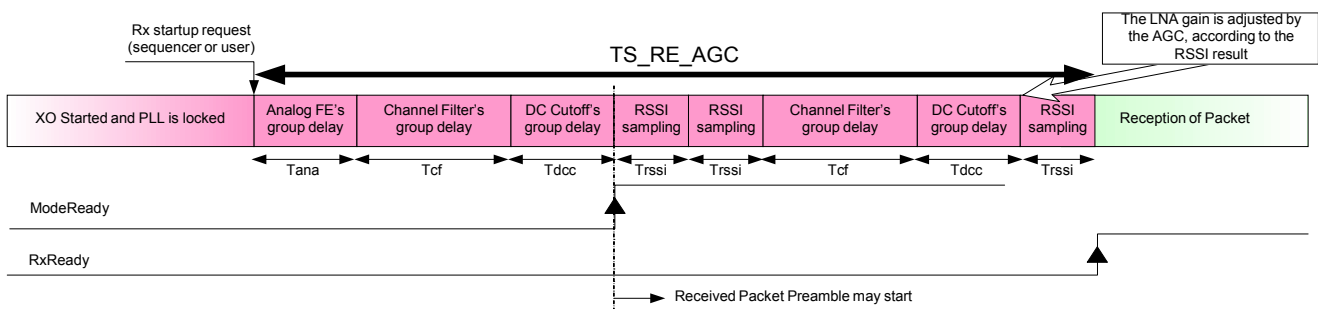 Rx startup request
(sequencer or user)
TS_RE_AGC
The LNA gain is adjusted by
the AGC, according to the
RSSI result
XO Started and PLL is locked
Analog FE's
group delay
Channel Filter's
group delay
DC Cutoff's
group delay
RSSI
sampling
RSSI
sampling
Channel Filter's
group delay
DC Cutoff's
group delay
RSSI
sampling
Reception of Packet
Tana
Tcf
Tdcc
Trssi
Trssi
Tcf
Tdcc
Trssi
ModeReady
RxReady
Received Packet Preamble may start